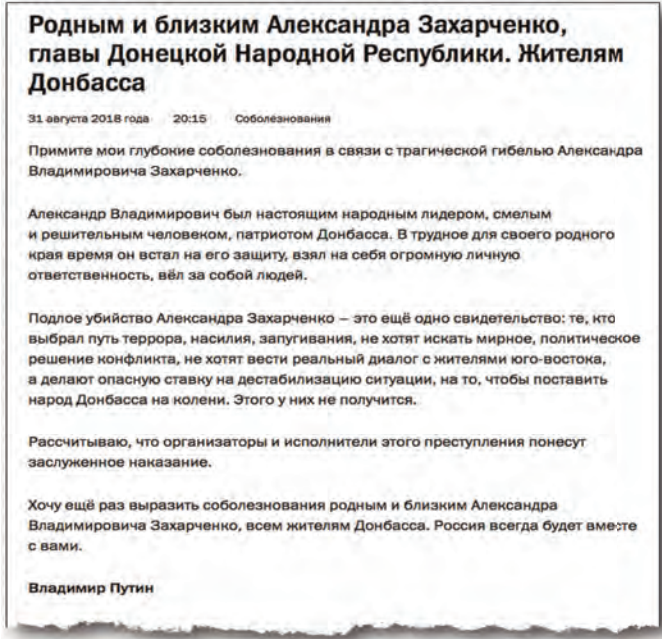 Родным и близким Александра Захарченко,
главы Донецкой Народной Республики. Жителям
Донбасса
31 августа 2018 года 20:15 Соболезнования
Примите мои глубокие соболезнования в связи с трагической гибелью Александра
Владимировича Захарченко.
Александр Владимирович был настоящим народным лидером, смелым
и решительным человеком, патриотом Донбасса. В трудное для своего родного
края время он встал на его защиту, взял на себя огромную личную
ответственность, вёл за собой людей.
Подлое убийство Александра Захарченко – это ещё одно свидетельство: те, кто
выбрал путь террора, насилия, запугивания, не хотят искать мирное, политическое
решение конфликта, не хотят вести реальный диалог с жителями юго-востока,
а делают опасную ставку на дестабилизацию ситуации, на то, чтобы поставить
народ Донбасса на колени. Этого у них не получится.
Рассчитываю, что организаторы и исполнители этого преступления понесут
заслуженное наказание.
Хочу ещё раз выразить соболезнования родным и близким Александра
Владимировича Захарченко, всем жителям Донбасса. Россия всегда будет вместе
с вами.
Владимир Путин